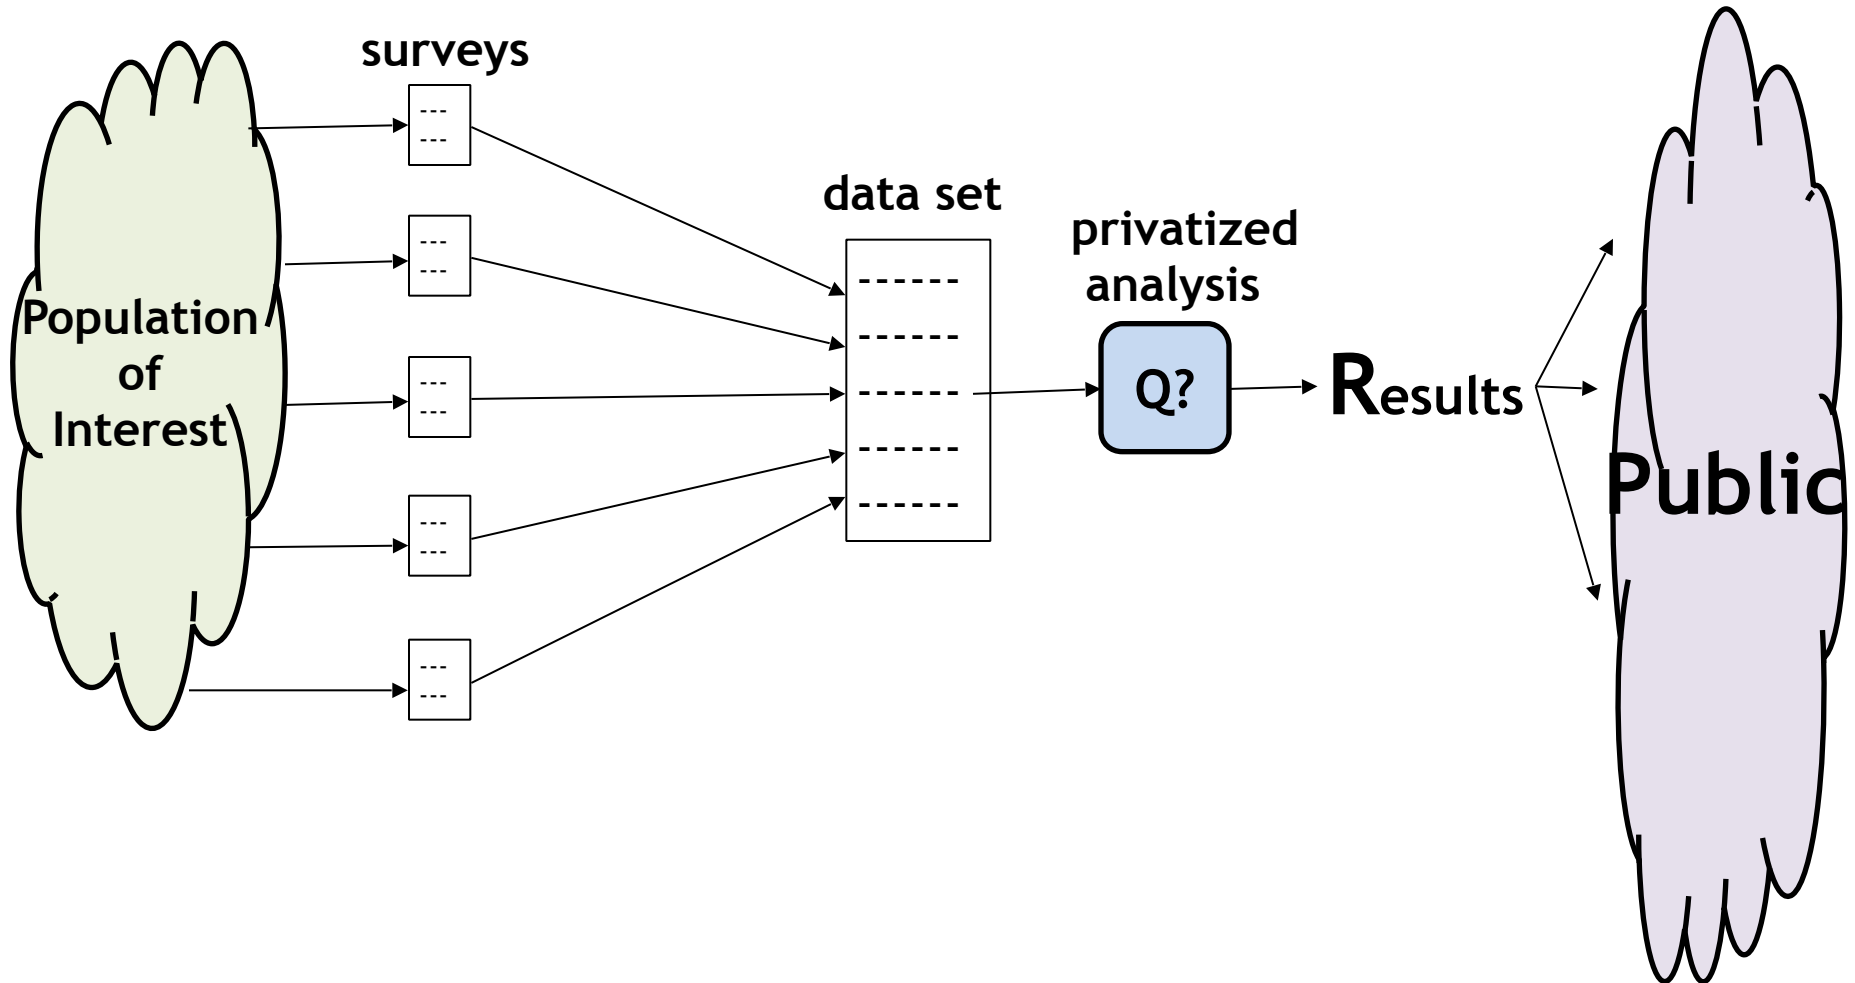 surveys
data set
privatized
analysis
Population
of
Interest
---
---
---
---
---
---
---
---
---
---
------
------
------
------
------
Q?
Results
Public